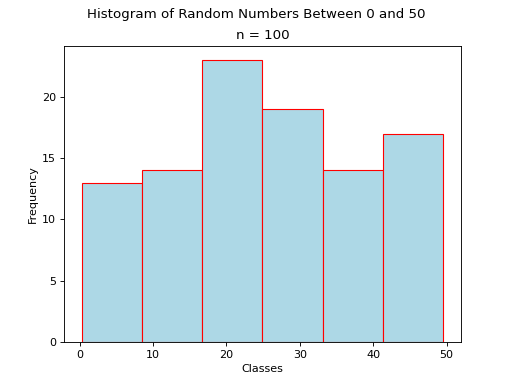 Histogram of Random Numbers Between 0 and 50
n = 100
20
15
10
5
0
Frequency
0 10 20 30 40 50
Classes